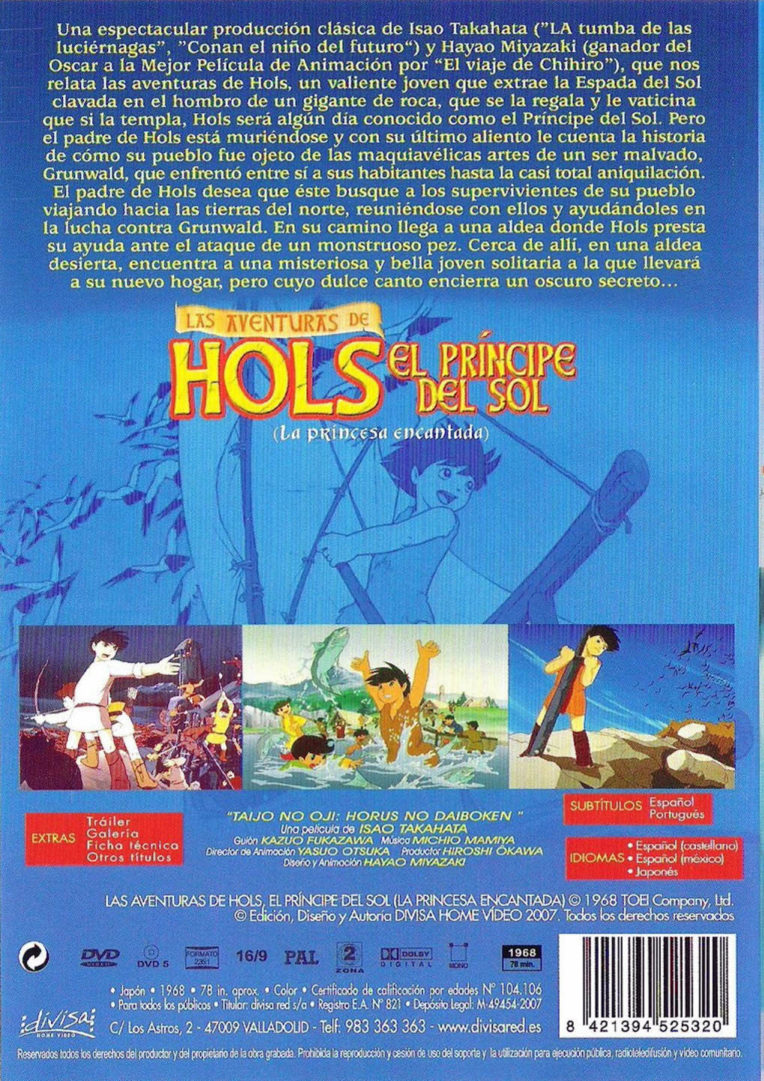 Una espectacular producción clásica de Isao Takahata ("LA tumba de las
luciérnagas", "Conan el niño del futuro") y Hayao Miyazaki (ganador del
Oscar a la Mejor Película de Animación por "El viaje de Chihiro"), que nos
relata las aventuras de Hols, un valiente joven que extrae la Espada del Sol
clavada en el hombro de un gigante de roca, que se la regala y le vaticina
que si la templa, Hols será algún día conocido como el Príncipe del Sol. Pero
el padre de Hols está muriéndose y con su último aliento le cuenta la historia
de cómo su pueblo fue ojeto de las maquiavélicas artes de un ser malvado,
Grunwald, que enfrentó entre sí a sus habitantes hasta la casi total aniquilación.
El padre de Hols desea que éste busque a los supervivientes de su pueblo
viajando hacia las tierras del norte, reuniéndose con ellos y ayudándoles en
la lucha contra Grunwald. En su camino llega a una aldea donde Hols presta
su ayuda ante el ataque de un monstruoso pez. Cerca de allí, en una aldea
desierta, encuentra a una misteriosa y bella joven solitaria a la que llevará
a su nuevo hogar, pero cuyo dulce canto encierra un oscuro secreto...
LAS AVENTURAS DE
HOLS EL PRÍNCIPE
DEL SOL
(La princesa encantada)
EXTRAS
Tráiler
Galería
Ficha técnica
Otros títulos
"TAIJO NO OJI: HORUS NO DAIBOKEN "
Una película de ISAO TAKAHATA
Guión KAZUO FUKAZAWA Música MICHIO MAMIYA
Director de Animación YASUO OTSUKA Productor HIROSHI OKAWA
Diseño y Animación HAYAO MIYAZAKI
SUBTÍTULOS Español
Portugués
IDIOMAS
• Español (castellano)
• Español (méxico)
• Japonés
LAS AVENTURAS DE HOLS, EL PRÍNCIPE DEL SOL (LA PRINCESA ENCANTADA) © 1968 TOEI Company, Ltd.
© Edición, Diseño y Autoría DIVISA HOME VÍDEO 2007. Todos los derechos reservados
DVD VIDEO
DVD 5
FORMATO 2.35:1
16/9
PAL
2 ZONA
DOLBY DIGITAL
MONO
1968
78 min.
• Japón • 1968 • 78 min. aprox. • Color • Certificado de calificación por edades Nº 104.106
• Para todos los públicos • Titular: divisa red s/a • Registro E.A. Nº 821 • Depósito Legal: M-49454-2007
divisa HOME VIDEO
C/ Los Astros, 2 - 47009 VALLADOLID - Telf: 983 363 363 - www.divisared.es
8 421394 525320
Reservados todos los derechos del productor y del propietario de la obra grabada. Prohibida la reproducción y cesión de uso del soporte y la utilización para ejecución pública, radioteledifusión y vídeo comunitario.